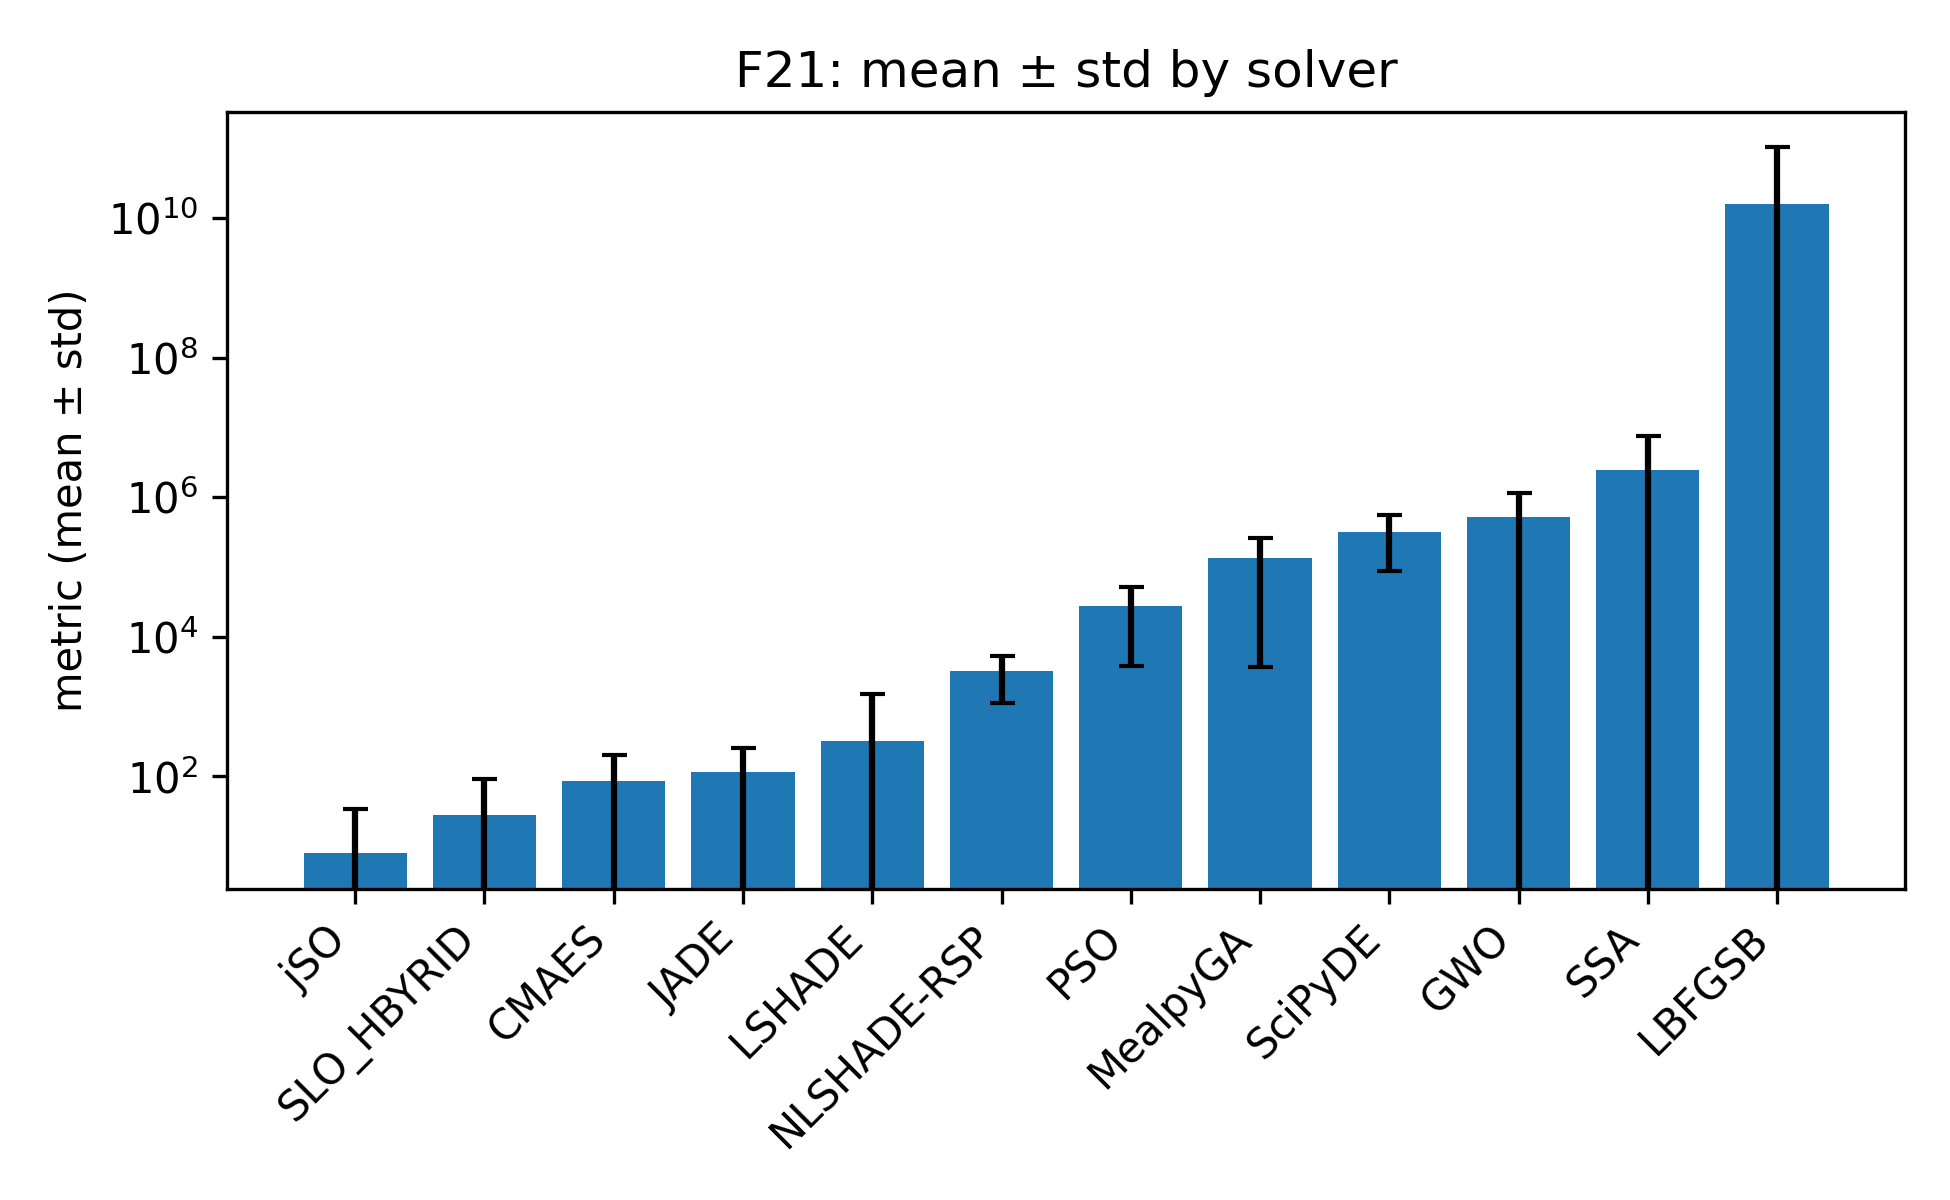 F21: mean ± std by solver
metric (mean ± std)
10¹⁰
10⁸
10⁶
10⁴
10²
jSO
SLO_HBYRID
CMAES
JADE
LSHADE
NLSHADE-RSP
PSO
MealpyGA
SciPyDE
GWO
SSA
LBFGSB